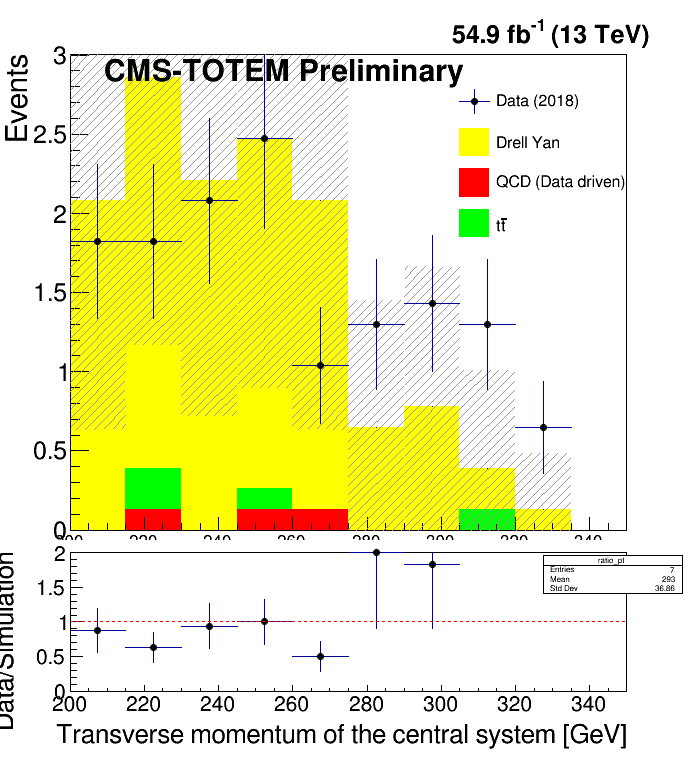 54.9 fb-1 (13 TeV)
CMS-TOTEM Preliminary
Events
3
2.5
2
1.5
1
0.5
0
Data (2018)
Drell Yan
QCD (Data driven)
tt̄
200 220 240 260 280 300 320 340
Data/Simulation
2
1.5
1
0.5
0
ratio_pt
Entries 7
Mean 293
Std Dev 36.86
200 220 240 260 280 300 320 340
Transverse momentum of the central system [GeV]